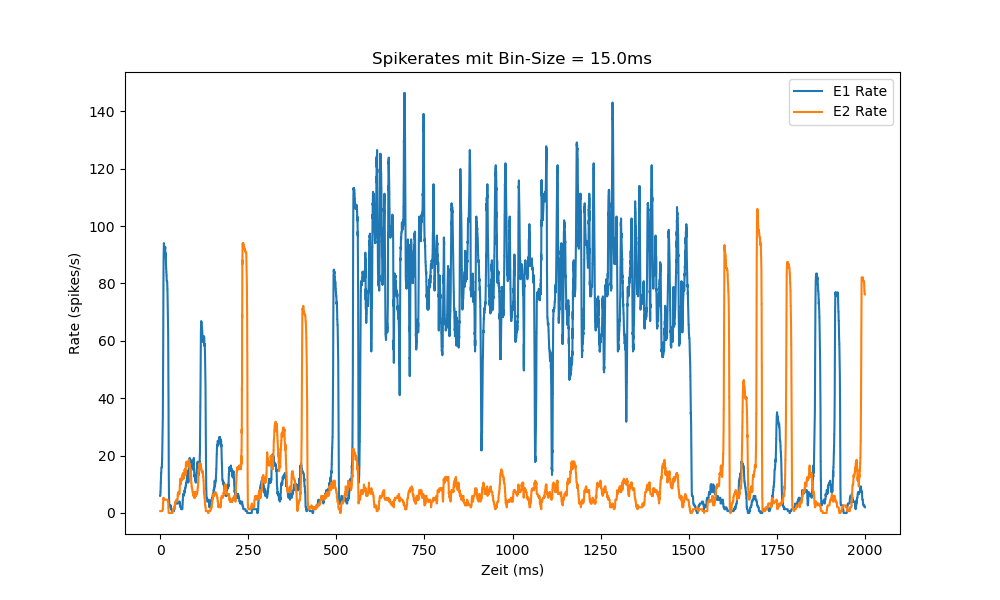 Spikerates mit Bin-Size = 15.0ms
E1 Rate
E2 Rate
Rate (spikes/s)
140
120
100
80
60
40
20
0
0 250 500 750 1000 1250 1500 1750 2000
Zeit (ms)